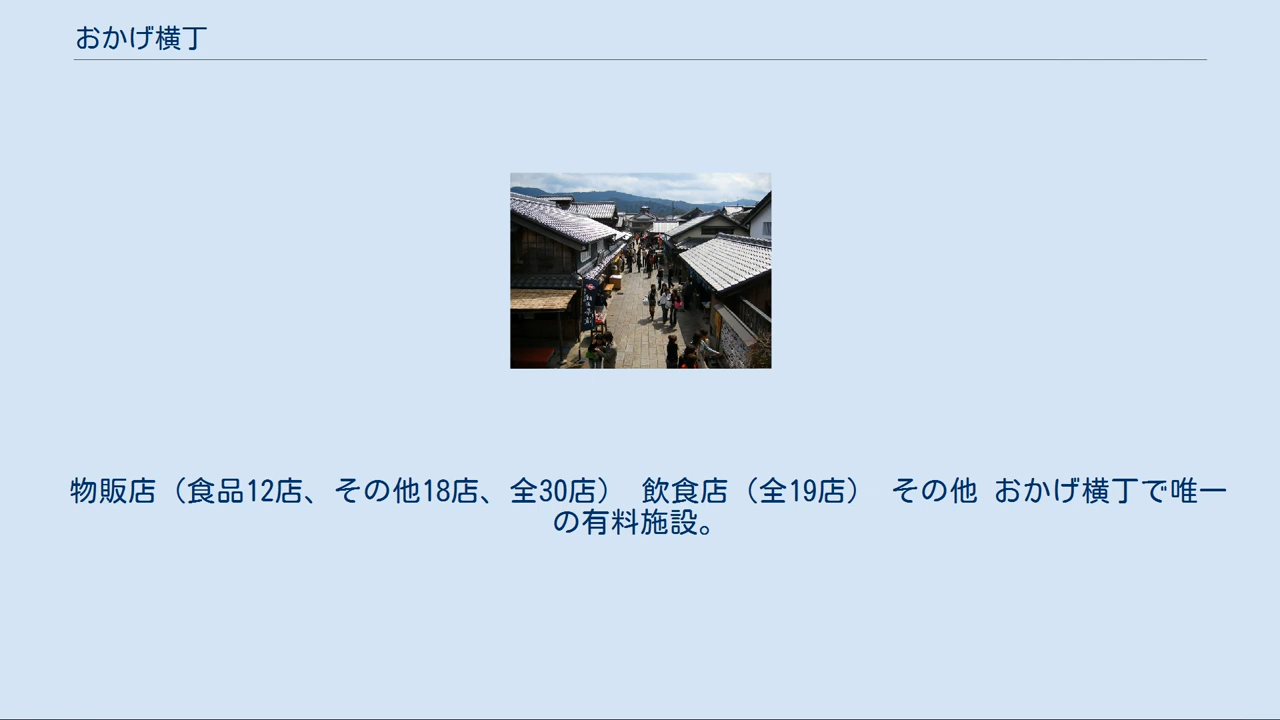 おかげ横丁
物販店（食品12店、その他18店、全30店） 飲食店（全19店） その他 おかげ横丁で唯一
の有料施設。